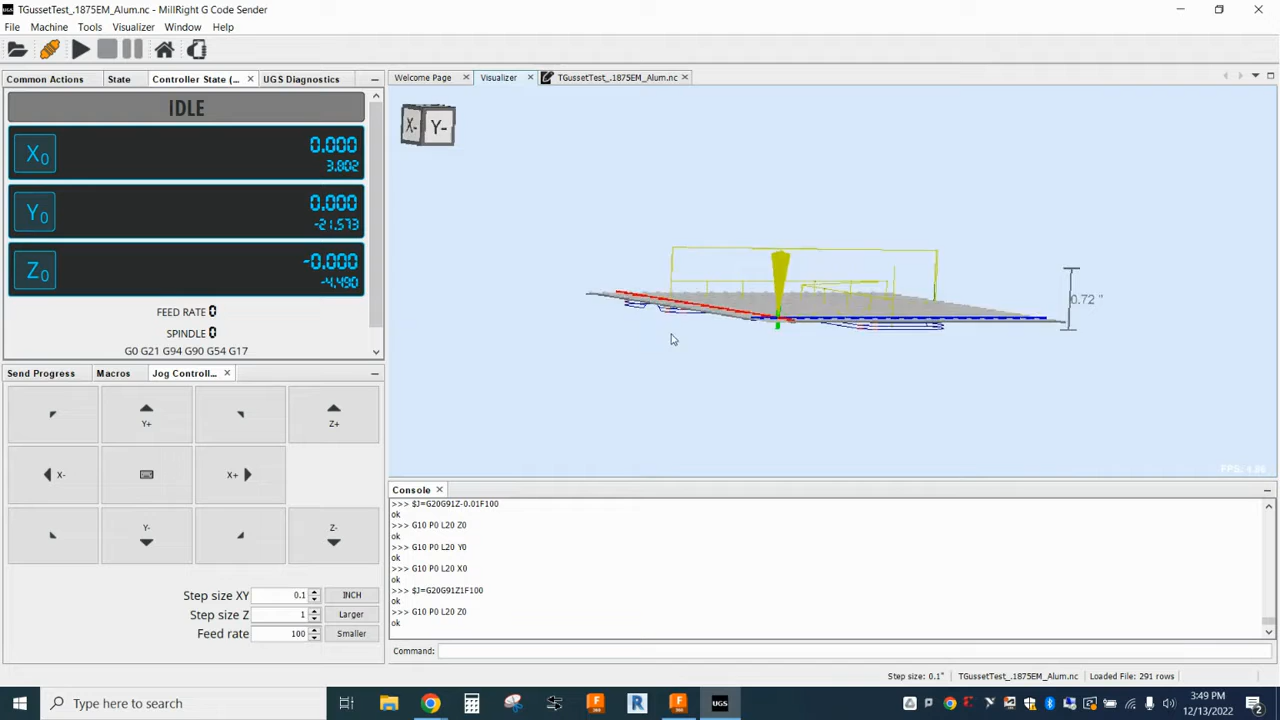 UGS TGussetTest_.1875EM_Alum.nc - MillRight G Code Sender
File Machine Tools Visualizer Window Help
Common Actions State Controller State (... × UGS Diagnostics
IDLE
X0 0.000
3.802
Y0 0.000
-21.573
Z0 -0.000
-4.490
FEED RATE 0
SPINDLE 0
G0 G21 G94 G90 G54 G17
Send Progress Macros Jog Controll... ×
Y+
Z+
X-
X+
Y-
Z-
Step size XY 0.1 INCH
Step size Z 1 Larger
Feed rate 100 Smaller
Welcome Page × Visualizer × TGussetTest_.1875EM_Alum.nc ×
X- Y-
0.72 "
Console ×
>>> $J=G20G91Z-0.01F100
ok
>>> G10 P0 L20 Z0
ok
>>> G10 P0 L20 Y0
ok
>>> G10 P0 L20 X0
ok
>>> $J=G20G91Z1F100
ok
>>> G10 P0 L20 Z0
ok
Command:
Step size: 0.1" TGussetTest_.1875EM_Alum.nc Loaded File: 291 rows
Type here to search
F R F UGS
3:49 PM
12/13/2022
2